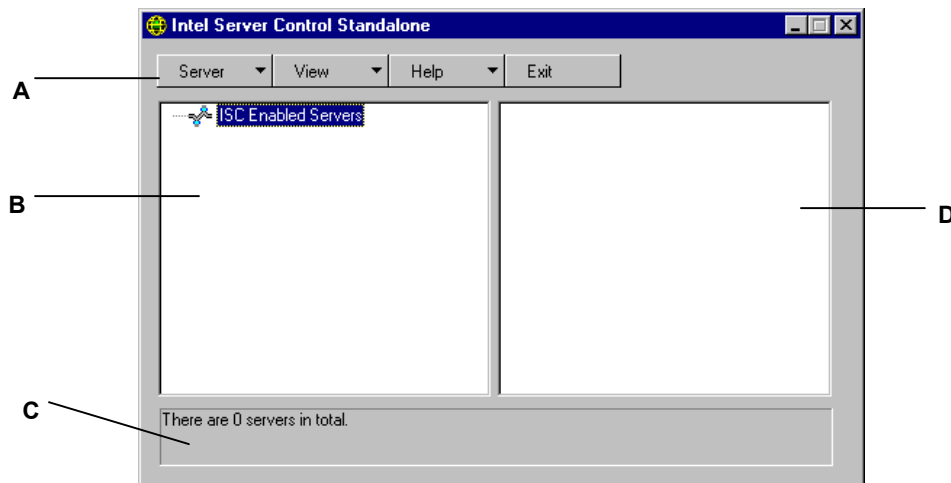 Intel Server Control Standalone
Server View Help Exit
A
ISC Enabled Servers
B
D
C
There are 0 servers in total.